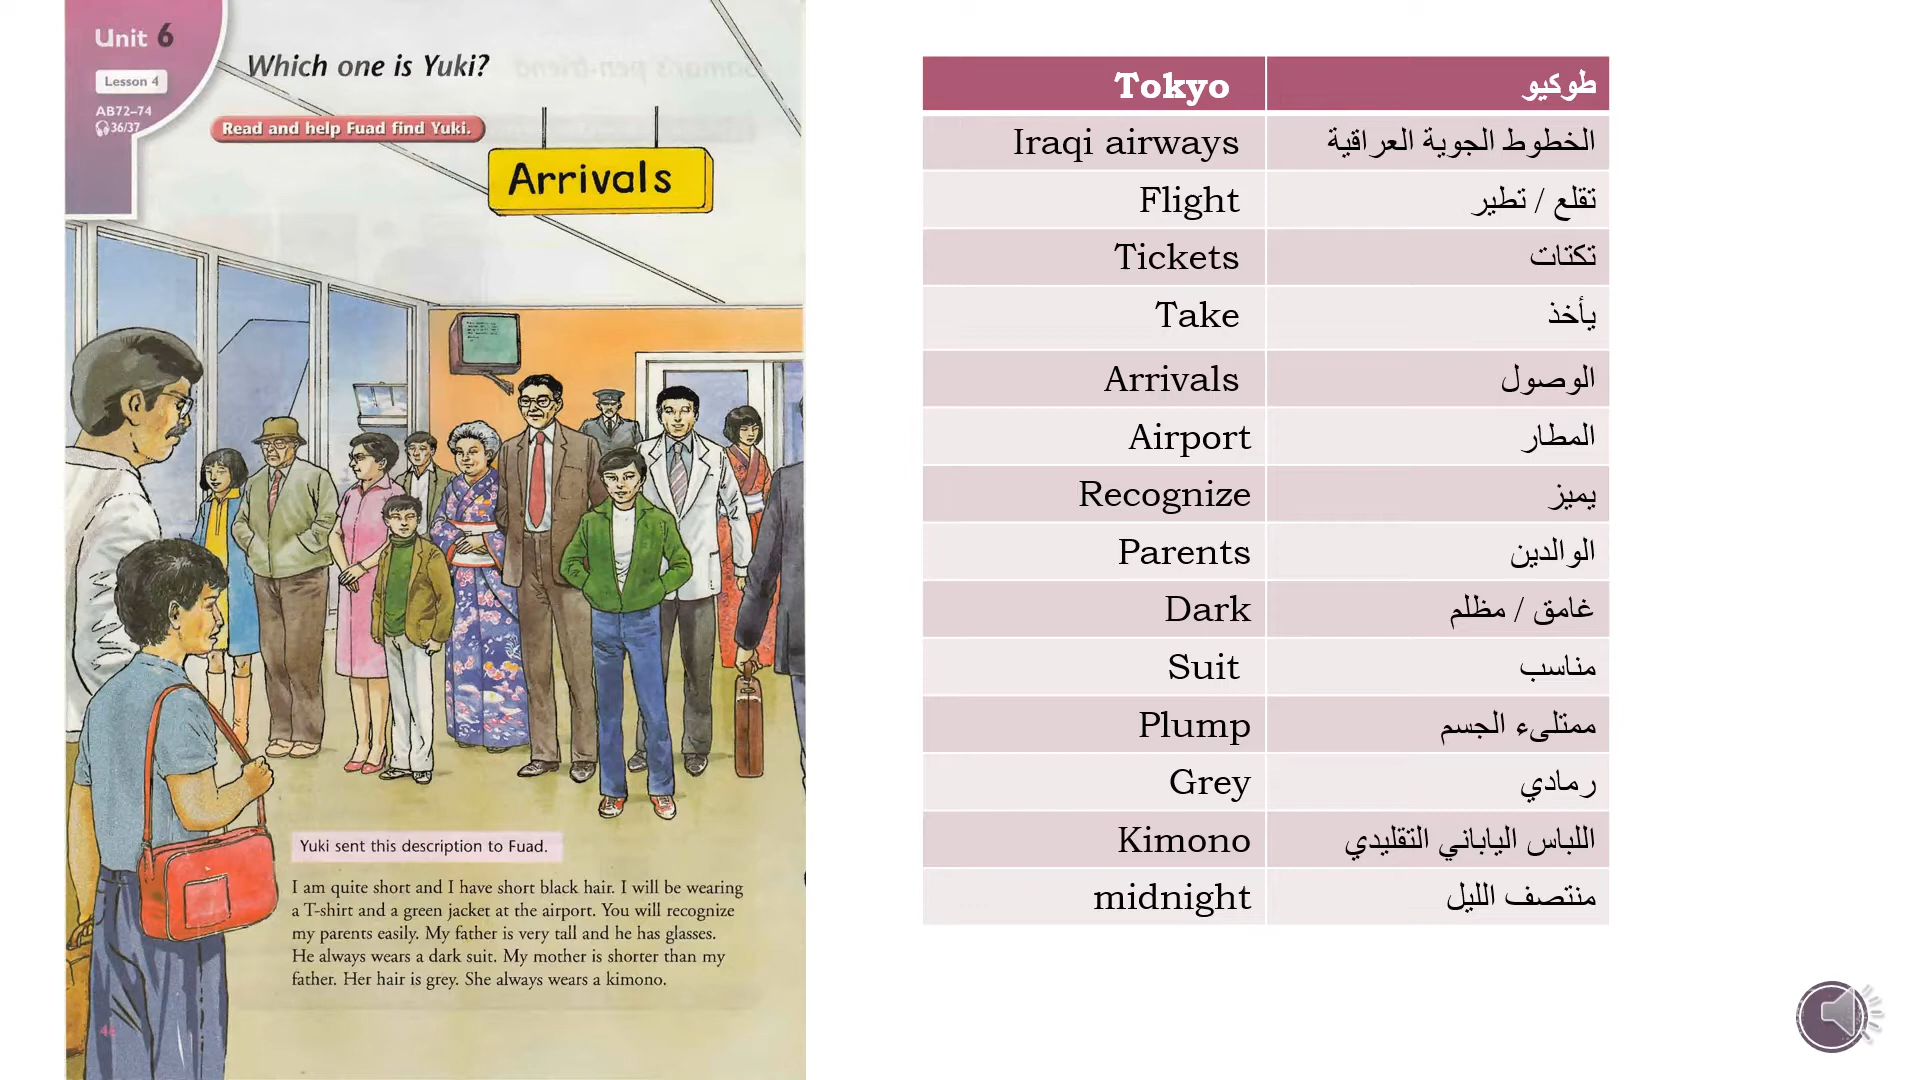 Unit 6
Lesson 4
AB72–74
36/37
Which one is Yuki?
Read and help Fuad find Yuki.
Arrivals
Yuki sent this description to Fuad.
I am quite short and I have short black hair. I will be wearing
a T-shirt and a green jacket at the airport. You will recognize
my parents easily. My father is very tall and he has glasses.
He always wears a dark suit. My mother is shorter than my
father. Her hair is grey. She always wears a kimono.
46
Tokyo طوكيو
Iraqi airways الخطوط الجوية العراقية
Flight تقلع / تطير
Tickets تكتات
Take يأخذ
Arrivals الوصول
Airport المطار
Recognize يميز
Parents الوالدين
Dark غامق / مظلم
Suit مناسب
Plump ممتلىء الجسم
Grey رمادي
Kimono اللباس الياباني التقليدي
midnight منتصف الليل